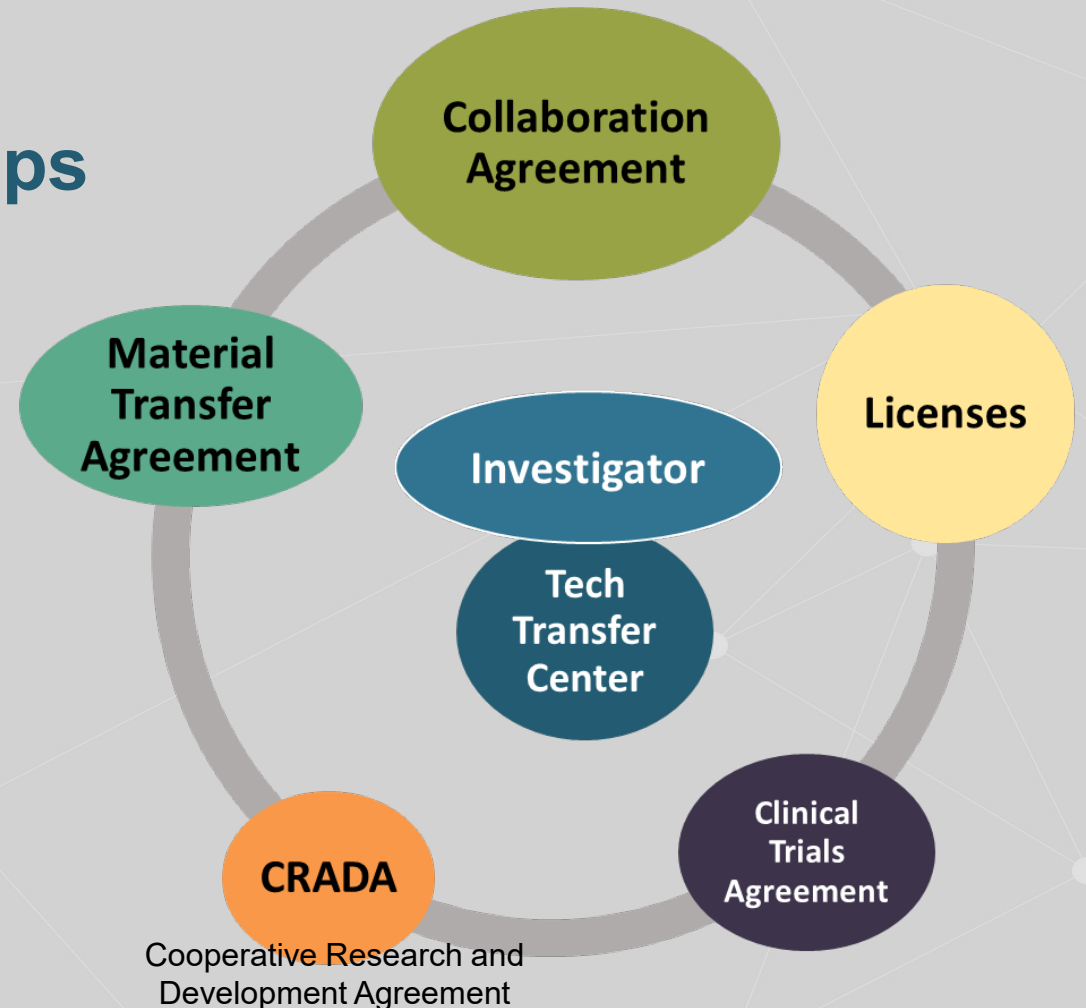 ps
Collaboration
Agreement
Material
Transfer
Agreement
Licenses
Investigator
Tech
Transfer
Center
Clinical
Trials
Agreement
CRADA
Cooperative Research and
Development Agreement